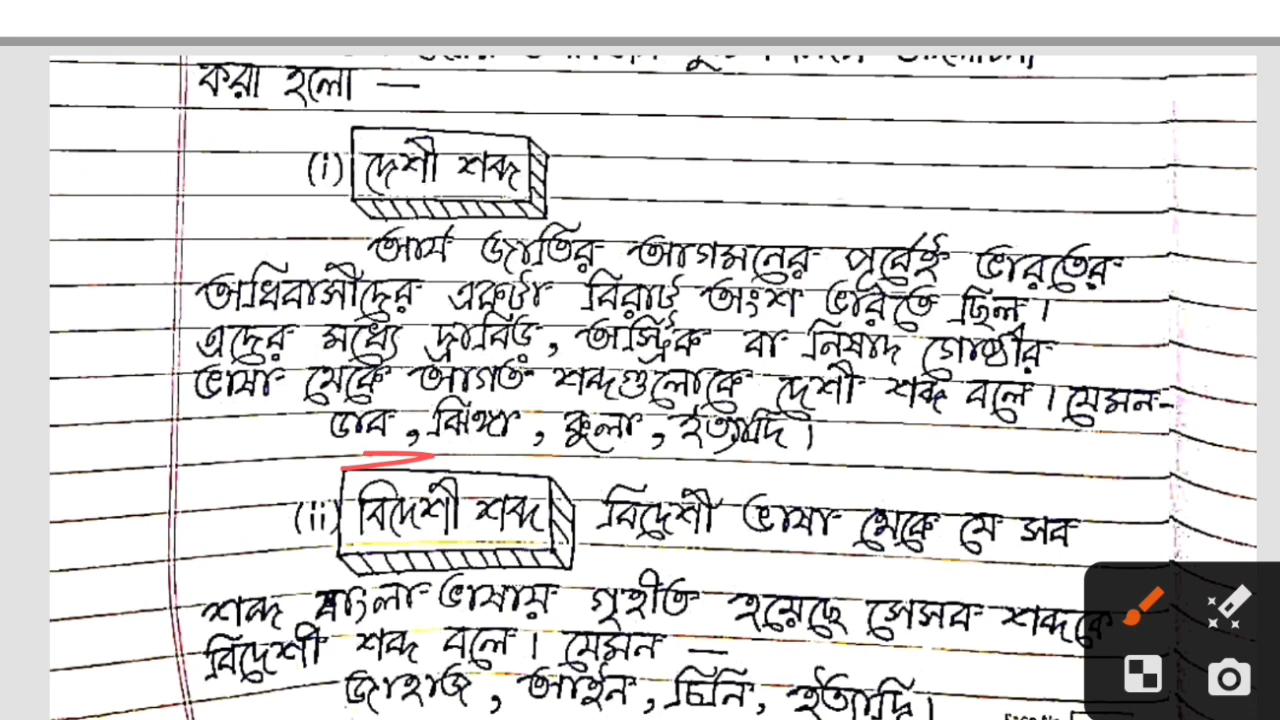 করা হলো —
(i) দেশী শব্দ
আর্য জাতির আগমনের পূর্বেই ভারতের
অধিবাসীদের একটা বিরাট অংশ ভারতে ছিল।
এদের মধ্যে দ্রাবিড়, অস্ট্রিক বা নিষাদ গোষ্ঠীর
ভাষা থেকে আগত শব্দগুলোকে দেশী শব্দ বলে। যেমন-
ডাব, ঝিঙ্গা, কুলা, ইত্যাদি।
(ii) বিদেশী শব্দ বিদেশী ভাষা থেকে যে সব
শব্দ বাংলা ভাষায় গৃহীত হয়েছে সেসব শব্দকে
বিদেশী শব্দ বলে। যেমন —
জাহাজ, আইন, চিনি, ইত্যাদি।